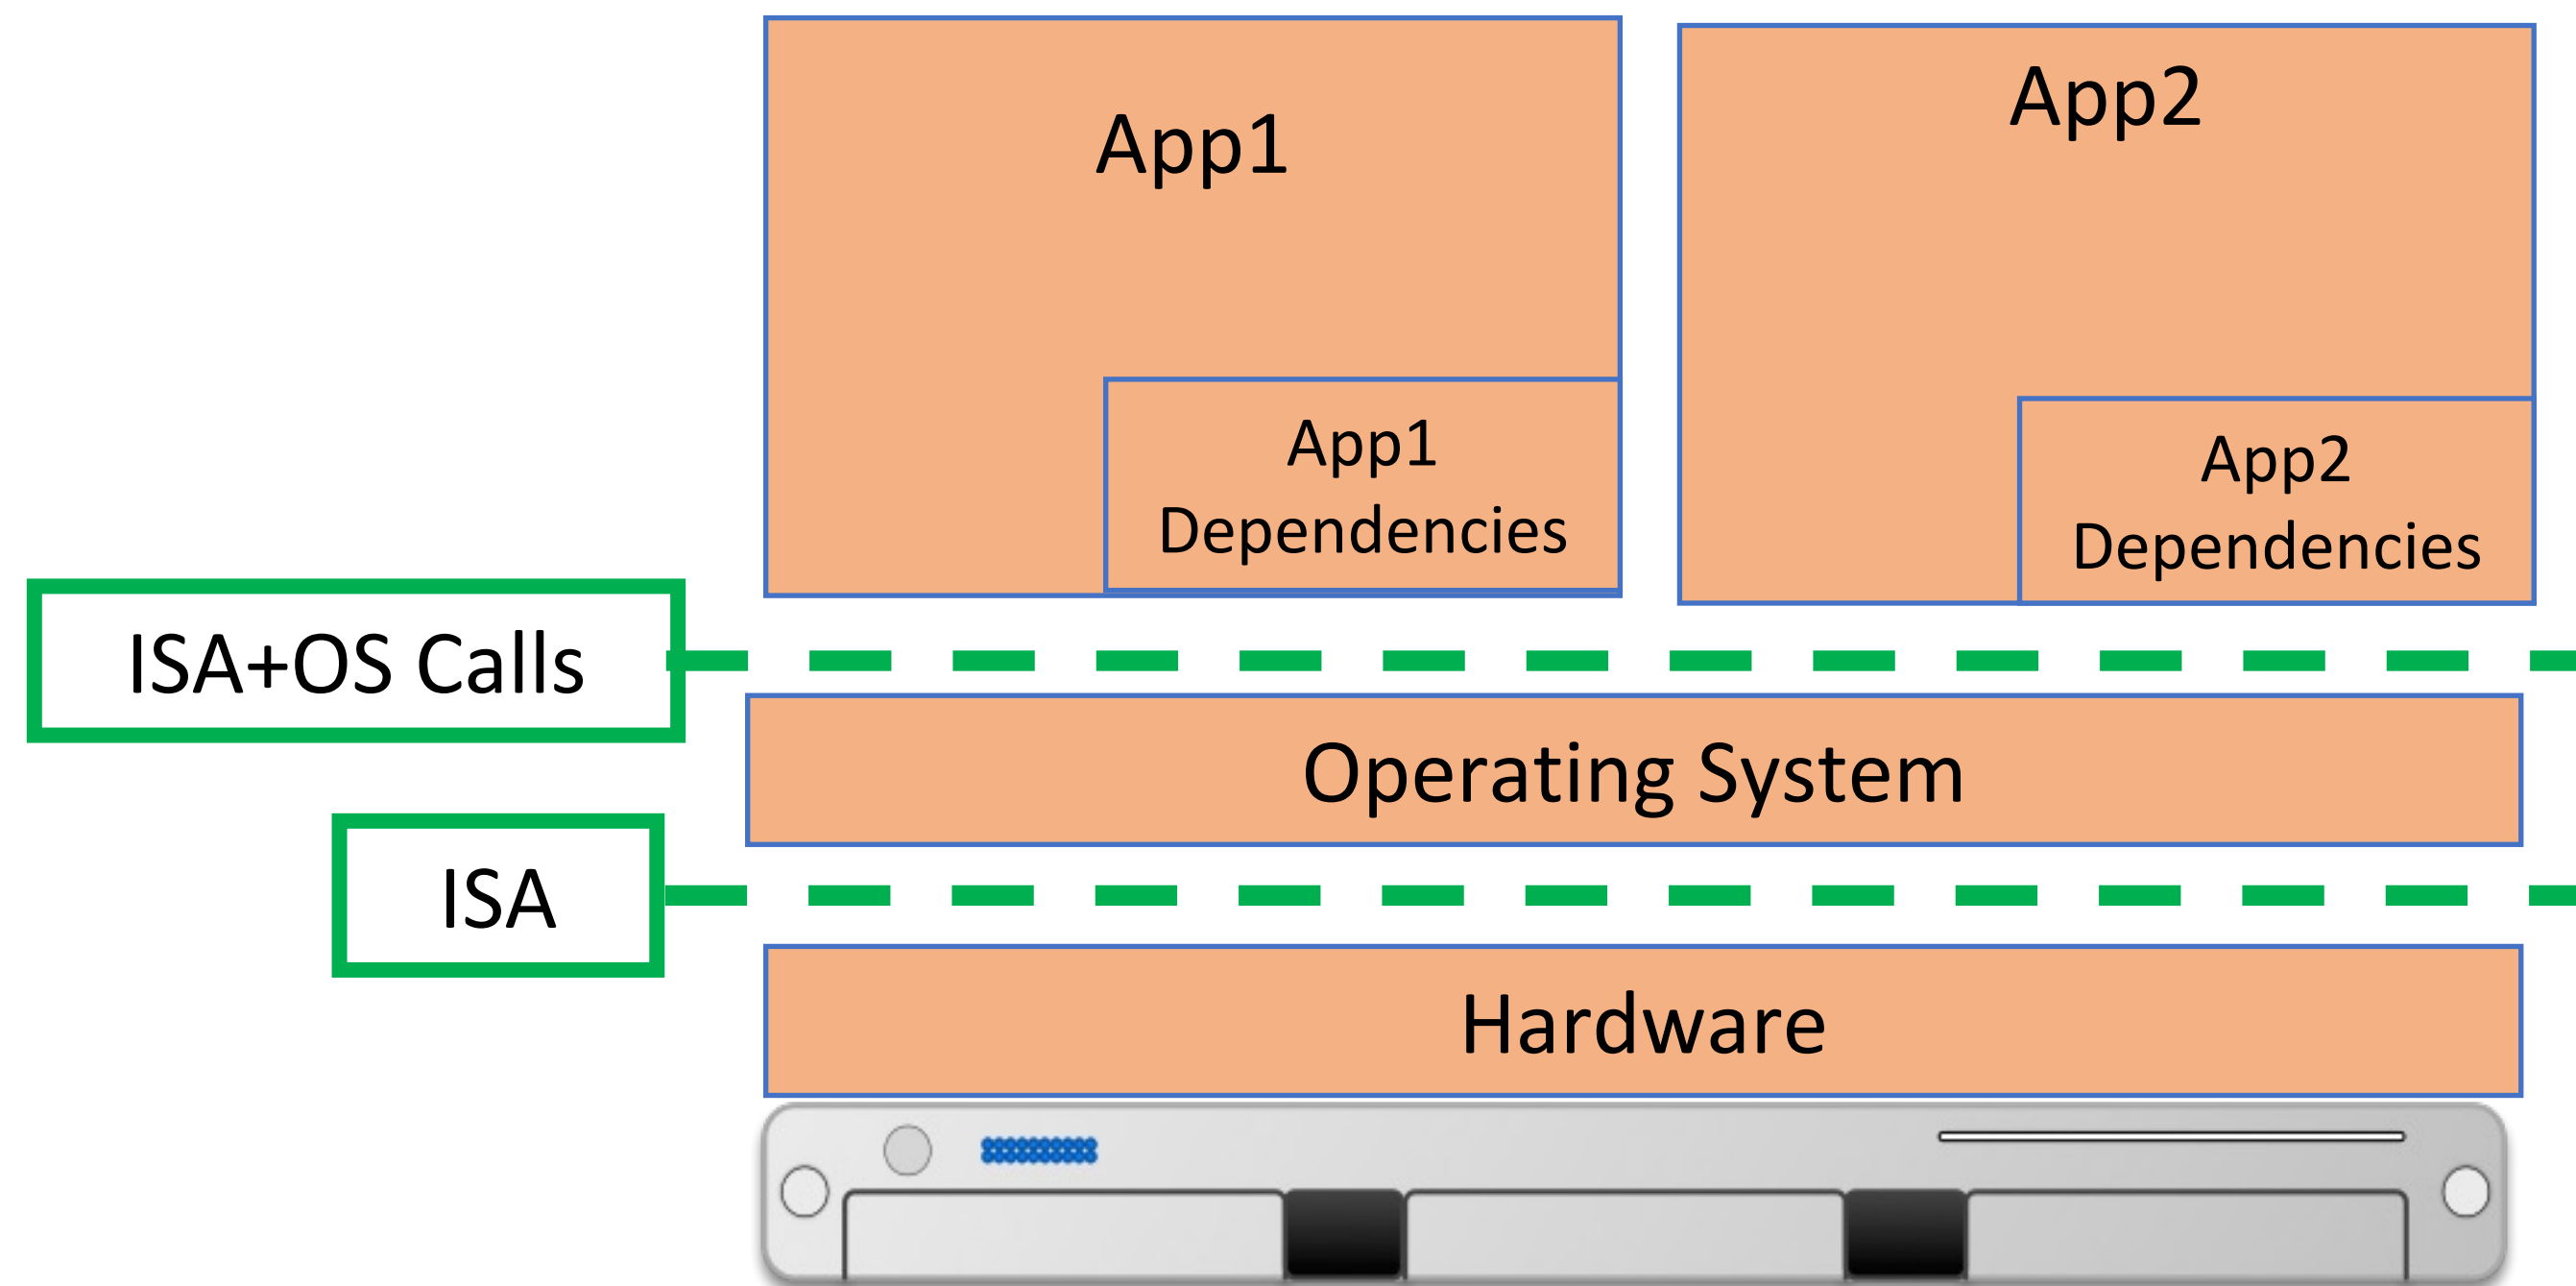 App1
App2
App1
Dependencies
App2
Dependencies
ISA+OS Calls
Operating System
ISA
Hardware